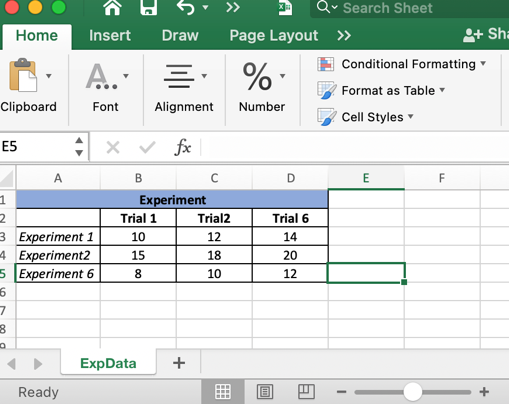 Search Sheet
Home Insert Draw Page Layout Sha
Clipboard Font Alignment Number
Conditional Formatting
Format as Table
Cell Styles
E5 fx
A B C D E F
1 Experiment
2 Trial 1 Trial2 Trial 6
3 Experiment 1 10 12 14
4 Experiment2 15 18 20
5 Experiment 6 8 10 12
6
7
8
9
ExpData +
Ready